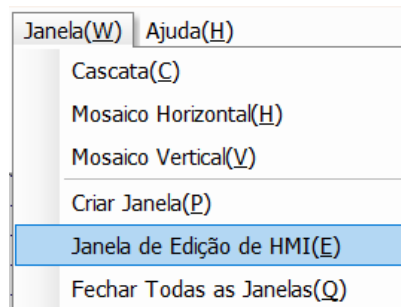 Janela(W) Ajuda(H)
Cascata(C)
Mosaico Horizontal(H)
Mosaico Vertical(V)
Criar Janela(P)
Janela de Edição de HMI(E)
Fechar Todas as Janelas(Q)